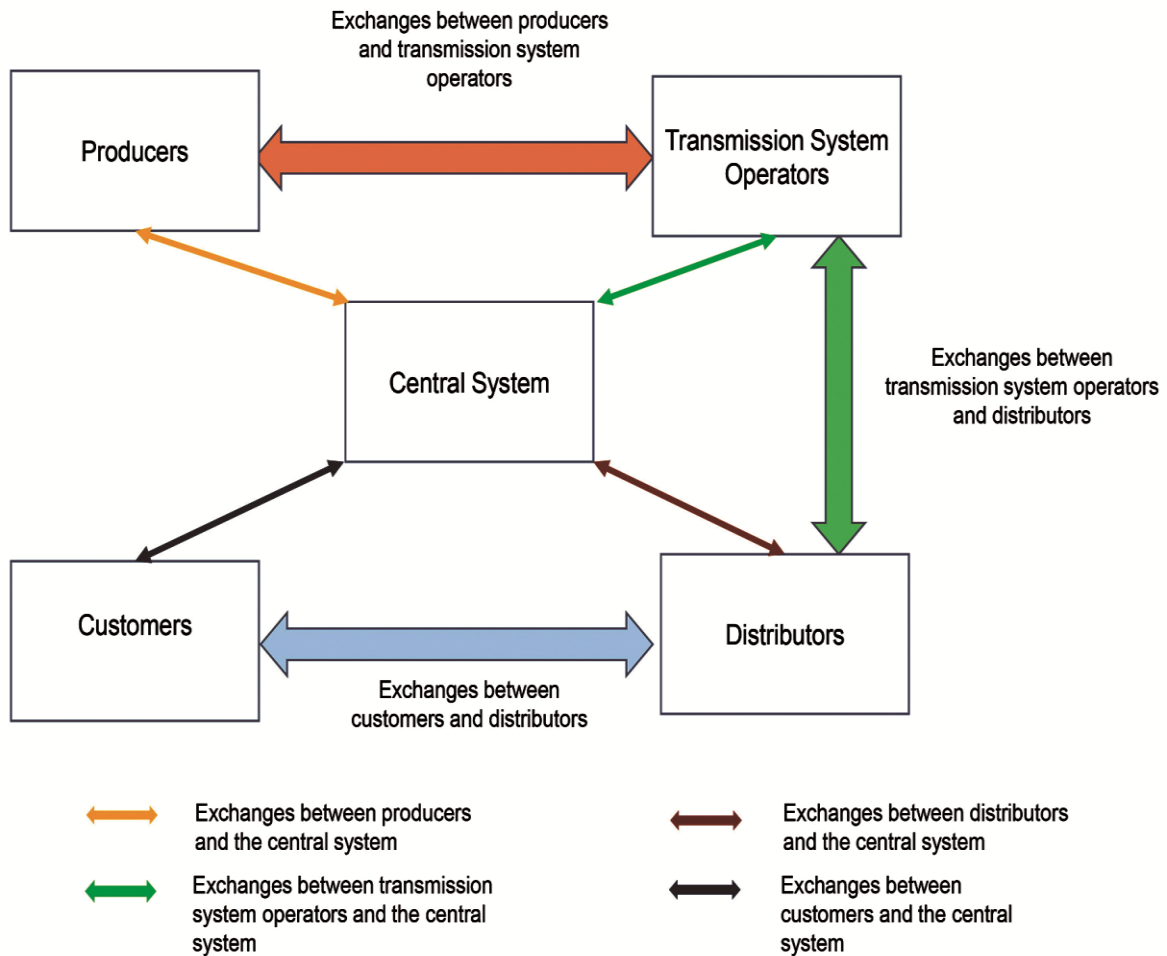 Exchanges between producers
and transmission system
operators
Producers
Transmission System
Operators
Central System
Exchanges between
transmission system operators
and distributors
Customers
Distributors
Exchanges between
customers and distributors
Exchanges between producers
and the central system
Exchanges between transmission
system operators and the central
system
Exchanges between distributors
and the central system
Exchanges between
customers and the central
system